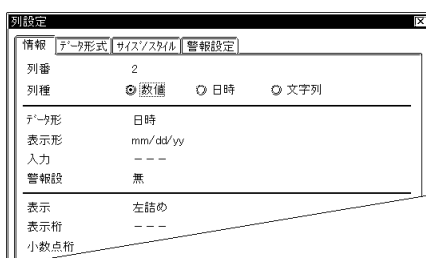 列設定
情報 データ形式 サイズ/スタイル 警報設定
列番 2
列種 数値 日時 文字列
データ形 日時
表示形 mm/dd/yy
入力 ---
警報設 無
表示 左詰め
表示桁 ---
小数点桁